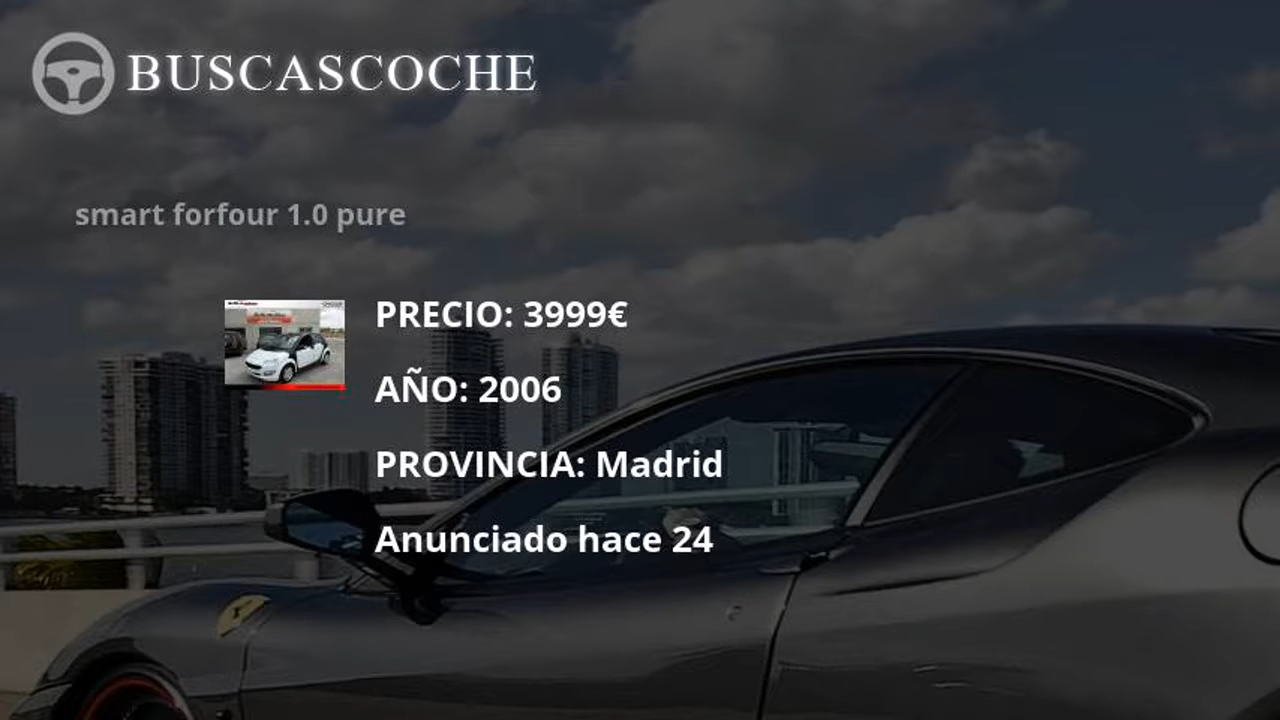 BUSCASCOCHE
smart forfour 1.0 pure
PRECIO: 3999€
AÑO: 2006
PROVINCIA: Madrid
Anunciado hace 24